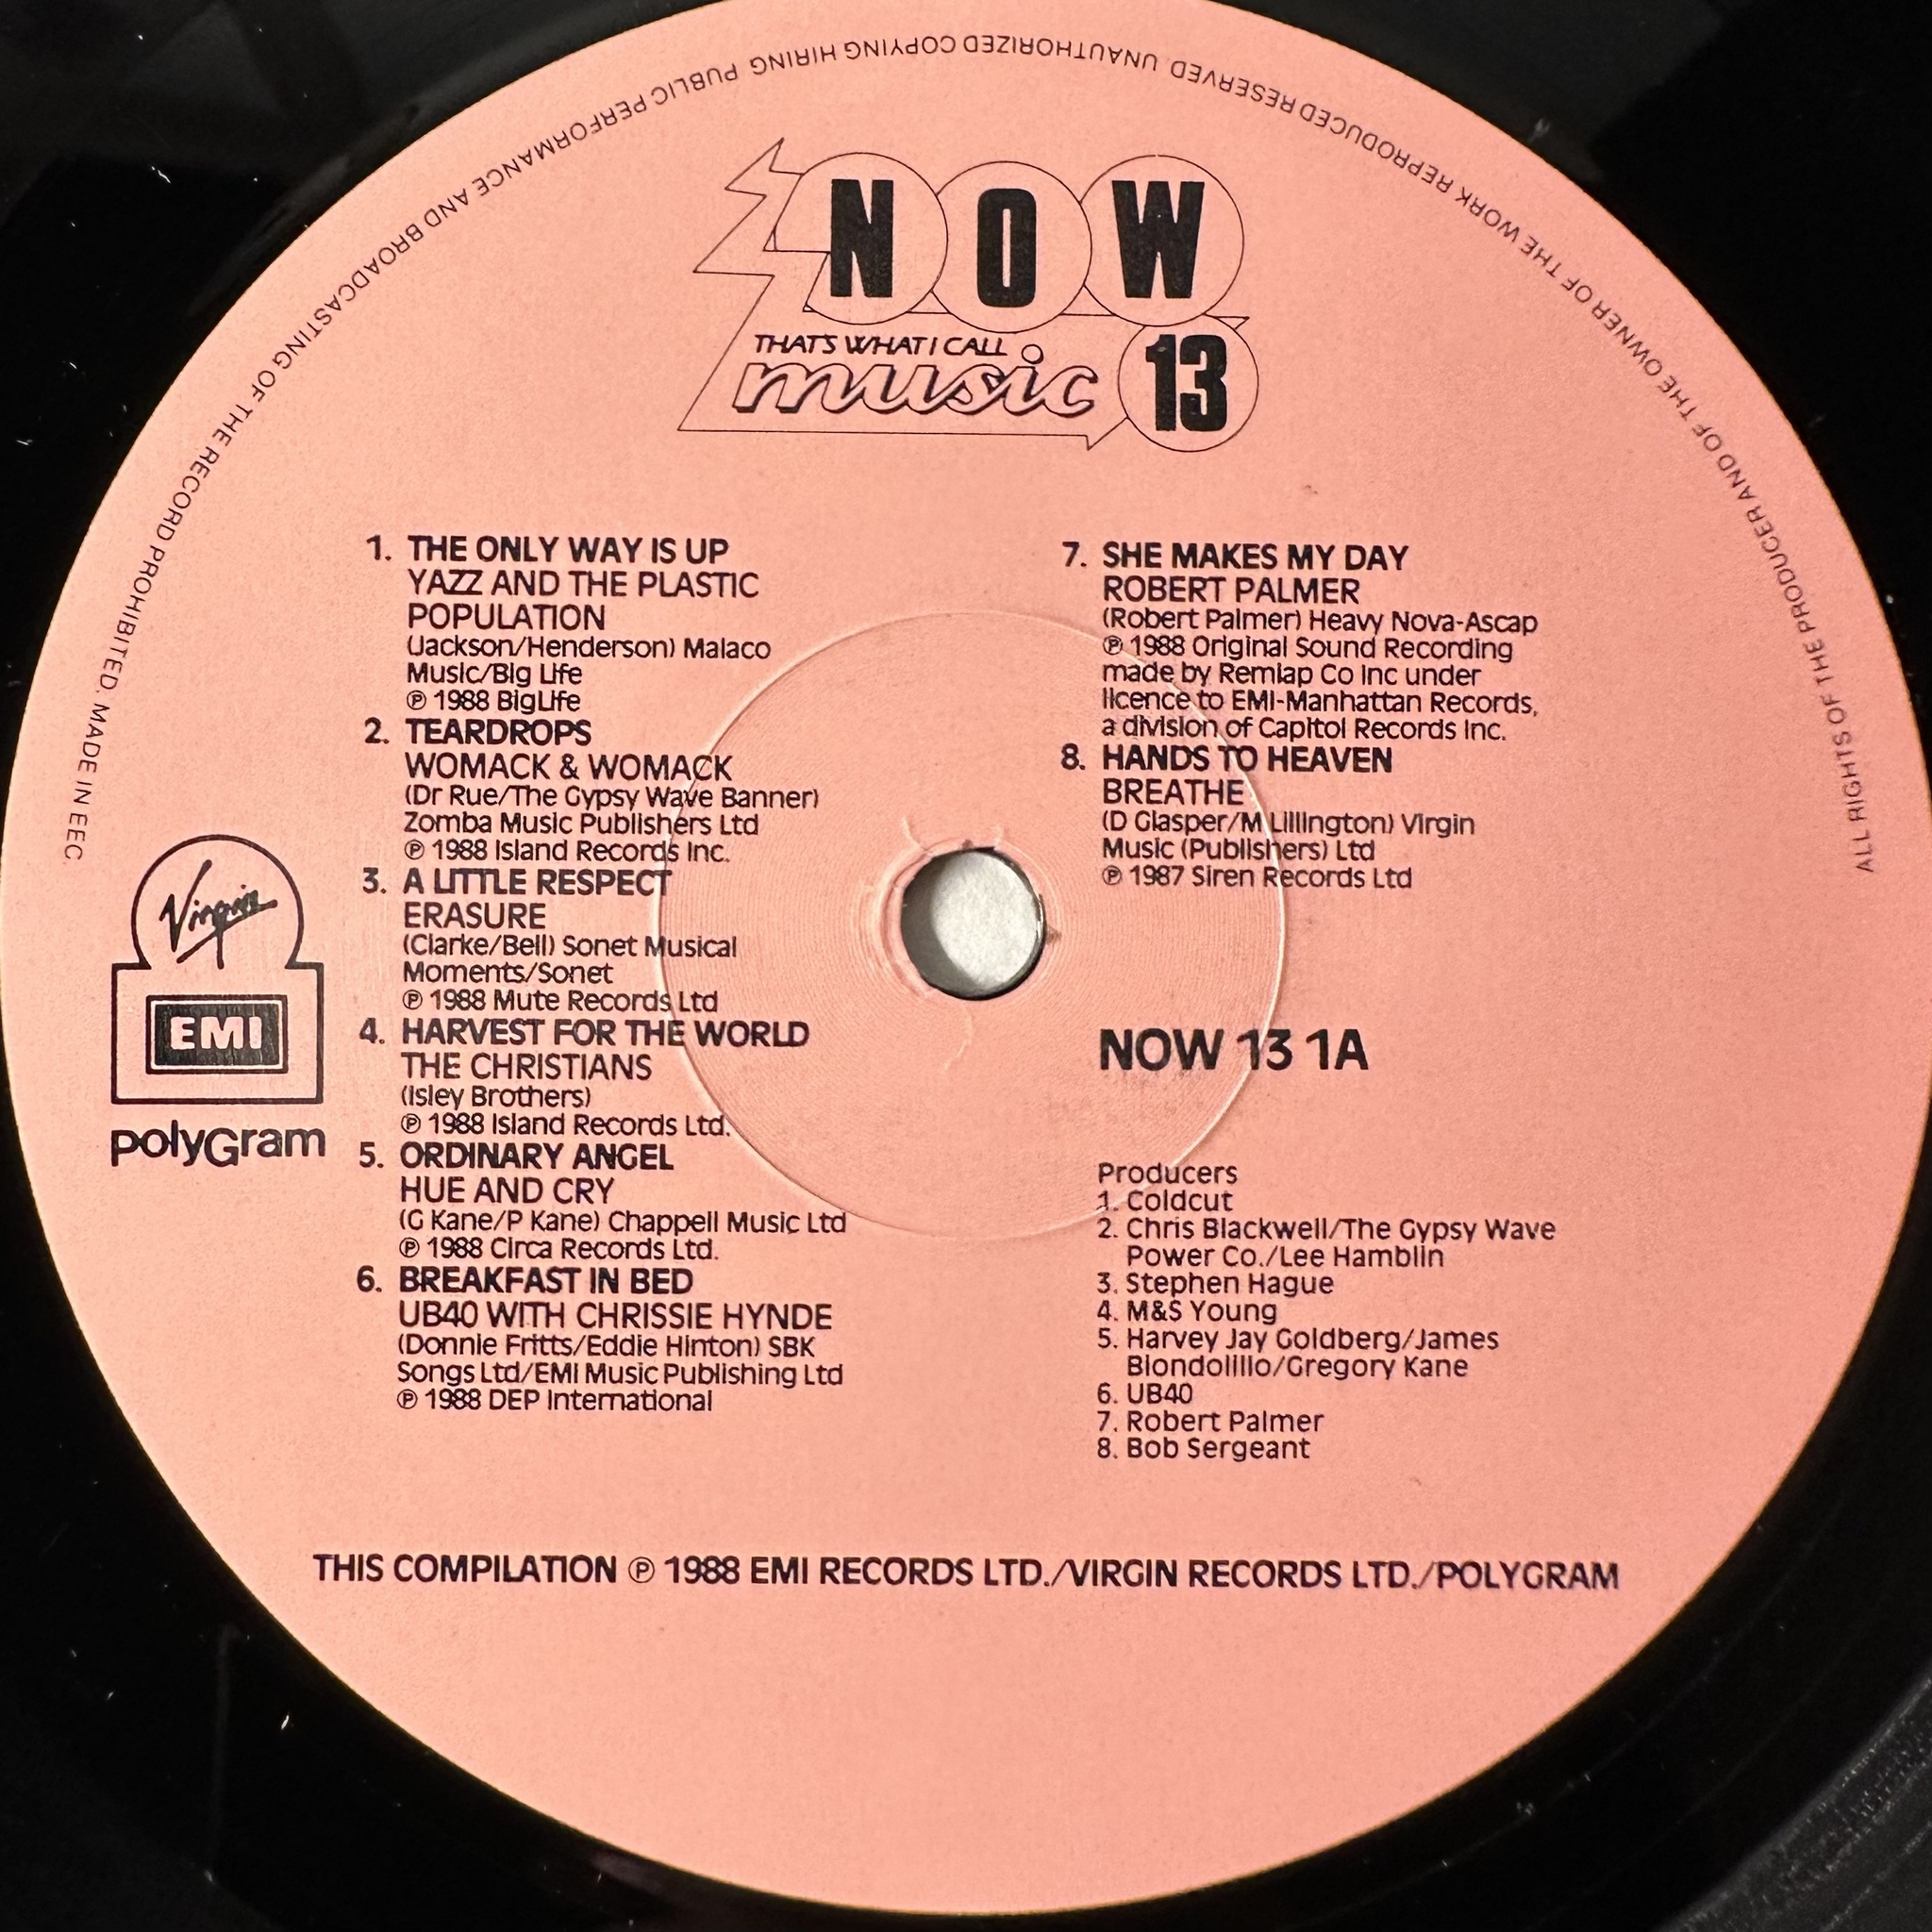 ALL RIGHTS OF THE PRODUCER AND OF THE OWNER OF THE WORK REPRODUCED RESERVED UNAUTHORIZED COPYING HIRING PUBLIC PERFORMANCE AND BROADCASTING OF THE RECORD PROHIBITED. MADE IN EEC.
NOW
THAT'S WHAT I CALL
music 13
1. THE ONLY WAY IS UP
YAZZ AND THE PLASTIC
POPULATION
(Jackson/Henderson) Malaco
Music/Big Life
℗ 1988 BigLife
2. TEARDROPS
WOMACK & WOMACK
(Dr Rue/The Gypsy Wave Banner)
Zomba Music Publishers Ltd
℗ 1988 Island Records Inc.
3. A LITTLE RESPECT
ERASURE
(Clarke/Bell) Sonet Musical
Moments/Sonet
℗ 1988 Mute Records Ltd
4. HARVEST FOR THE WORLD
THE CHRISTIANS
(Isley Brothers)
℗ 1988 Island Records Ltd.
5. ORDINARY ANGEL
HUE AND CRY
(G Kane/P Kane) Chappell Music Ltd
℗ 1988 Circa Records Ltd.
6. BREAKFAST IN BED
UB40 WITH CHRISSIE HYNDE
(Donnie Fritts/Eddie Hinton) SBK
Songs Ltd/EMI Music Publishing Ltd
℗ 1988 DEP International
7. SHE MAKES MY DAY
ROBERT PALMER
(Robert Palmer) Heavy Nova-Ascap
℗ 1988 Original Sound Recording
made by Remlap Co Inc under
licence to EMI-Manhattan Records,
a division of Capitol Records Inc.
8. HANDS TO HEAVEN
BREATHE
(D Glasper/M Lillington) Virgin
Music (Publishers) Ltd
℗ 1987 Siren Records Ltd
Virgin
EMI
polyGram
NOW 13 1A
Producers
1. Coldcut
2. Chris Blackwell/The Gypsy Wave
Power Co./Lee Hamblin
3. Stephen Hague
4. M&S Young
5. Harvey Jay Goldberg/James
Biondolillo/Gregory Kane
6. UB40
7. Robert Palmer
8. Bob Sergeant
THIS COMPILATION ℗ 1988 EMI RECORDS LTD./VIRGIN RECORDS LTD./POLYGRAM